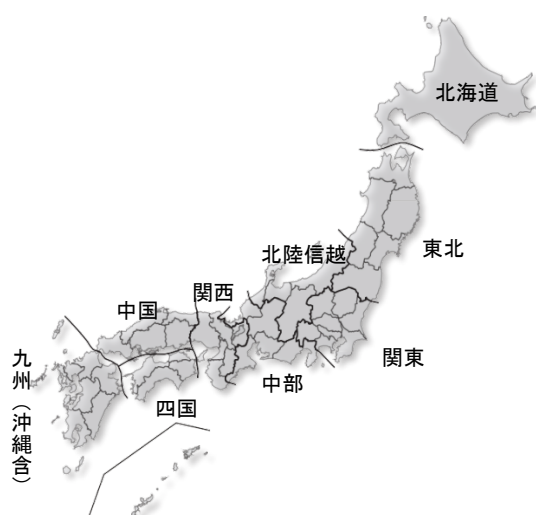 北海道
東北
北陸信越
関西
中国
関東
中部
四国
九州（沖縄含）